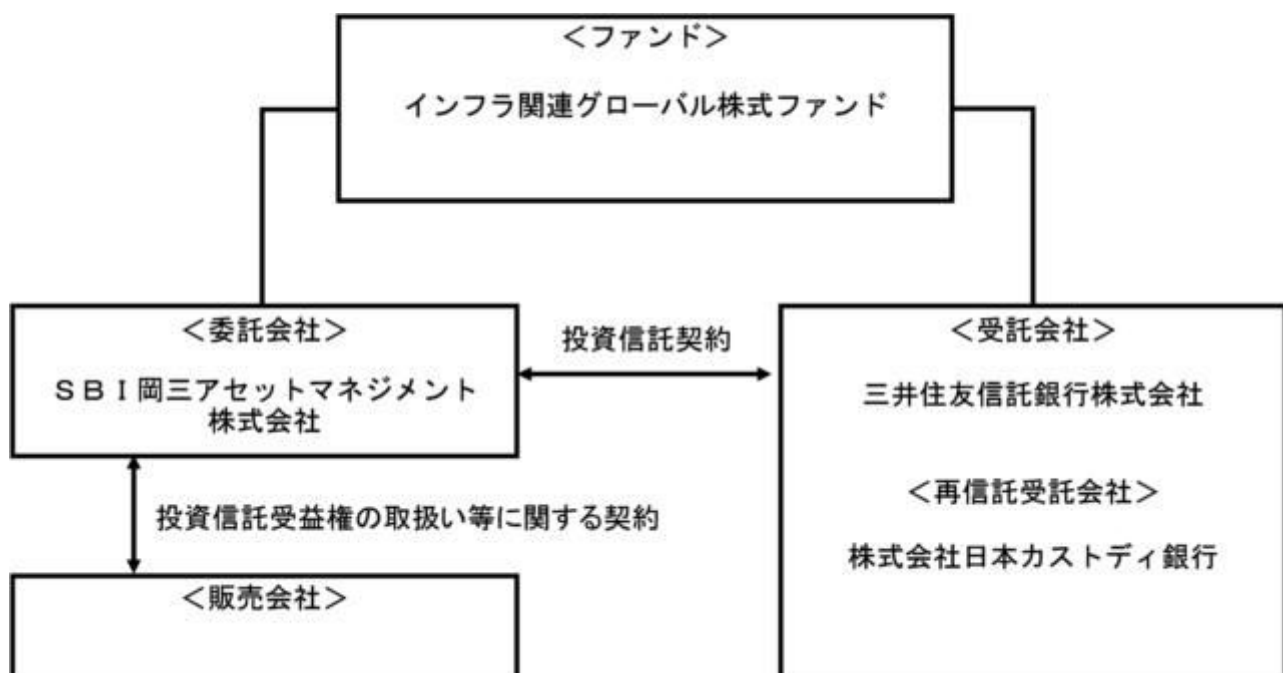 ＜ファンド＞
インフラ関連グローバル株式ファンド
＜委託会社＞
ＳＢＩ岡三アセットマネジメント
株式会社
投資信託契約
＜受託会社＞
三井住友信託銀行株式会社
＜再信託受託会社＞
株式会社日本カストディ銀行
投資信託受益権の取扱い等に関する契約
＜販売会社＞